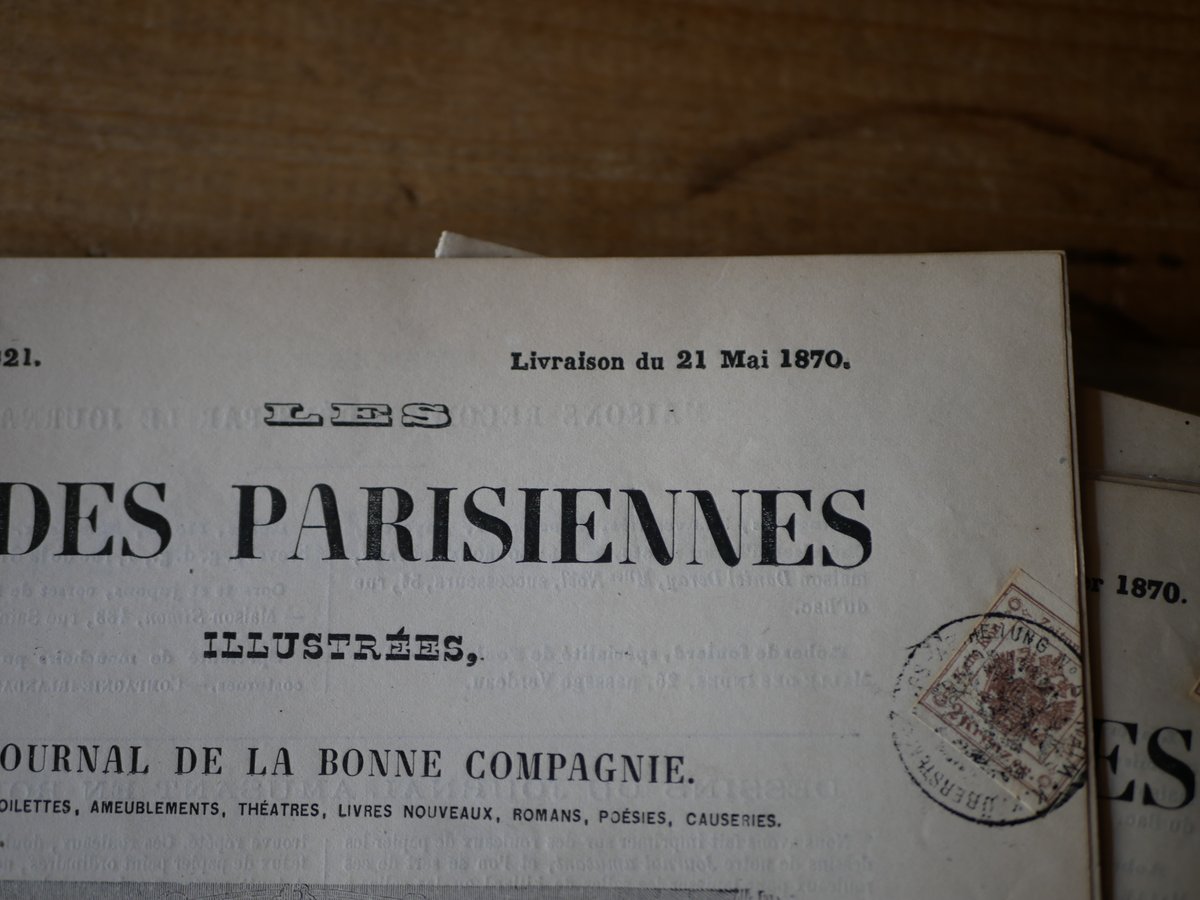 21.
Livraison du 21 Mai 1870.
LES
DES PARISIENNES
ILLUSTRÉES,
OURNAL DE LA BONNE COMPAGNIE.
OILETTES, AMEUBLEMENTS, THÉATRES, LIVRES NOUVEAUX, ROMANS, POÉSIES, CAUSERIES.
1870.
ES